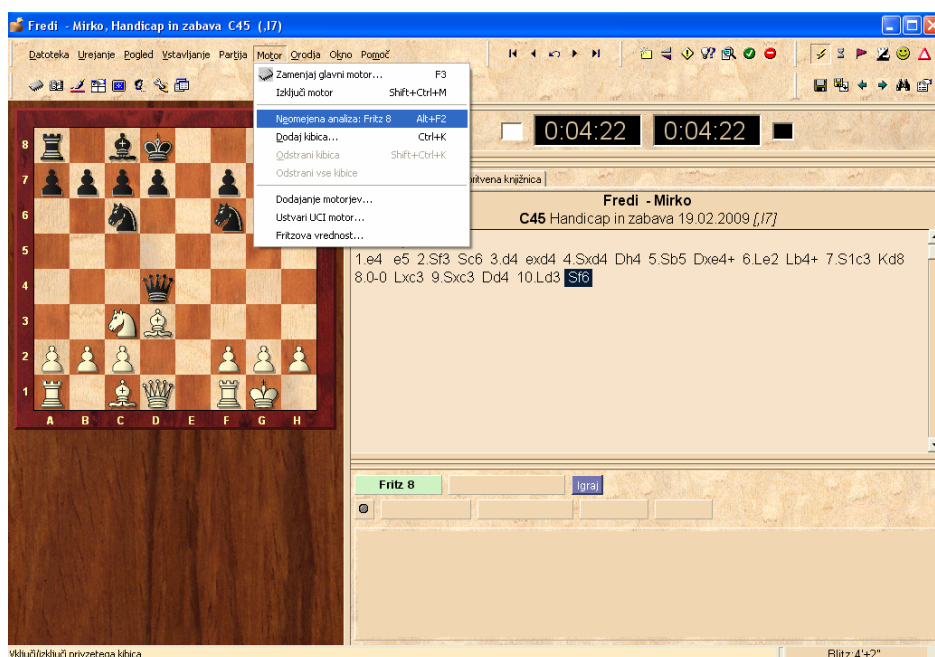 Fredi - Mirko, Handicap in zabava C45 (,I7)
Datoteka Urejanje Pogled Vstavljanje Partija Motor Orodja Okno Pomoč
Zamenjaj glavni motor... F3
Izključi motor Shift+Ctrl+M
Neomejena analiza: Fritz 8 Alt+F2
Dodaj kibica... Ctrl+K
Odstrani kibica Shift+Ctrl+K
Odstrani vse kibice
Dodajanje motorjev...
Ustvari UCI motor...
Fritzova vrednost...
0:04:22 0:04:22
oritvena knjižnica
Fredi - Mirko
C45 Handicap in zabava 19.02.2009 [,I7]
1.e4 e5 2.Sf3 Sc6 3.d4 exd4 4.Sxd4 Dh4 5.Sb5 Dxe4+ 6.Le2 Lb4+ 7.S1c3 Kd8
8.0-0 Lxc3 9.Sxc3 Dd4 10.Ld3 Sf6
8
7
6
5
4
3
2
1
A B C D E F G H
Fritz 8 Igraj
Vključi/izključi privzetega kibica Blitz:4'+2"